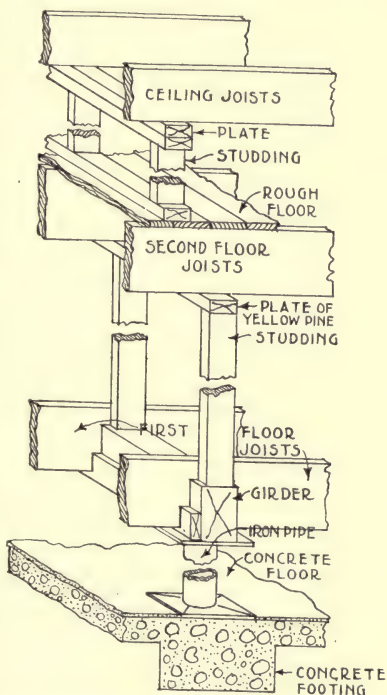 CEILING JOISTS
PLATE
STUDDING
ROUGH
FLOOR
SECOND FLOOR
JOISTS
PLATE OF
YELLOW PINE
STUDDING
FIRST
FLOOR
JOISTS
GIRDER
IRON PIPE
CONCRETE
FLOOR
CONCRETE
FOOTING